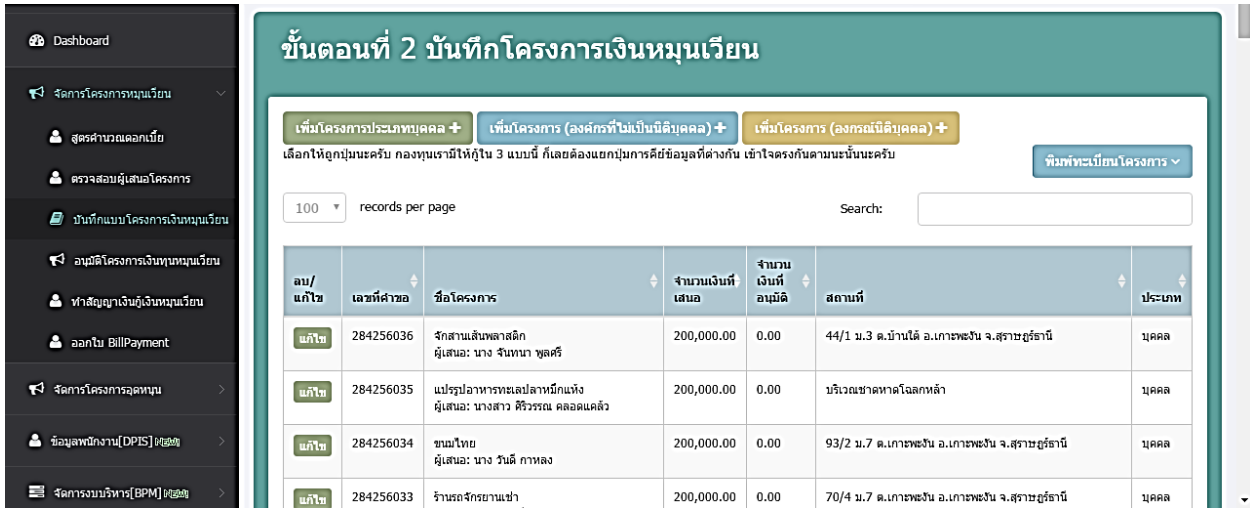 Dashboard
จัดการโครงการหมุนเวียน
สูตรคำนวณดอกเบี้ย
ตรวจสอบผู้เสนอโครงการ
บันทึกแบบโครงการเงินหมุนเวียน
อนุมัติโครงการเงินทุนหมุนเวียน
ทำสัญญาเงินกู้เงินหมุนเวียน
ออกใบ BillPayment
จัดการโครงการอุดหนุน
ข้อมูลพนักงาน[DPIS]
จัดการงบบริหาร[BPM]
ขั้นตอนที่ 2 บันทึกโครงการเงินหมุนเวียน
เพิ่มโครงการประเภทบุคคล + เพิ่มโครงการ (องค์กรที่ไม่เป็นนิติบุคคล) + เพิ่มโครงการ (องกรณ์นิติบุคคล) +
เลือกให้ถูกปุ่มนะครับ กองทุนเรามีให้กู้ใน 3 แบบนี้ ก็เลยต้องแยกปุ่มการคีย์ข้อมูลที่ต่างกัน เข้าใจตรงกันตามนะนั้นนะครับ
พิมพ์ทะเบียนโครงการ
100 records per page Search:
ลบ/แก้ไข เลขที่คำขอ ชื่อโครงการ จำนวนเงินที่เสนอ จำนวนเงินที่อนุมัติ สถานที่ ประเภท
แก้ไข 284256036 จักสานเส้นพลาสติก 200,000.00 0.00 44/1 ม.3 ต.บ้านใต้ อ.เกาะพะงัน จ.สุราษฎร์ธานี บุคคล
ผู้เสนอ: นาง จันทนา พูลศรี
แก้ไข 284256035 แปรรูปอาหารทะเลปลาหมึกแห้ง 200,000.00 0.00 บริเวณชาดหาดโฉลกหลำ บุคคล
ผู้เสนอ: นางสาว ศิริวรรณ คลอดแคล้ว
แก้ไข 284256034 ขนมไทย 200,000.00 0.00 93/2 ม.7 ต.เกาะพะงัน อ.เกาะพะงัน จ.สุราษฎร์ธานี บุคคล
ผู้เสนอ: นาง วันดี กาหลง
แก้ไข 284256033 ร้านรถจักรยานเช่า 200,000.00 0.00 70/4 ม.7 ต.เกาะพะงัน อ.เกาะพะงัน จ.สุราษฎร์ธานี บุคคล